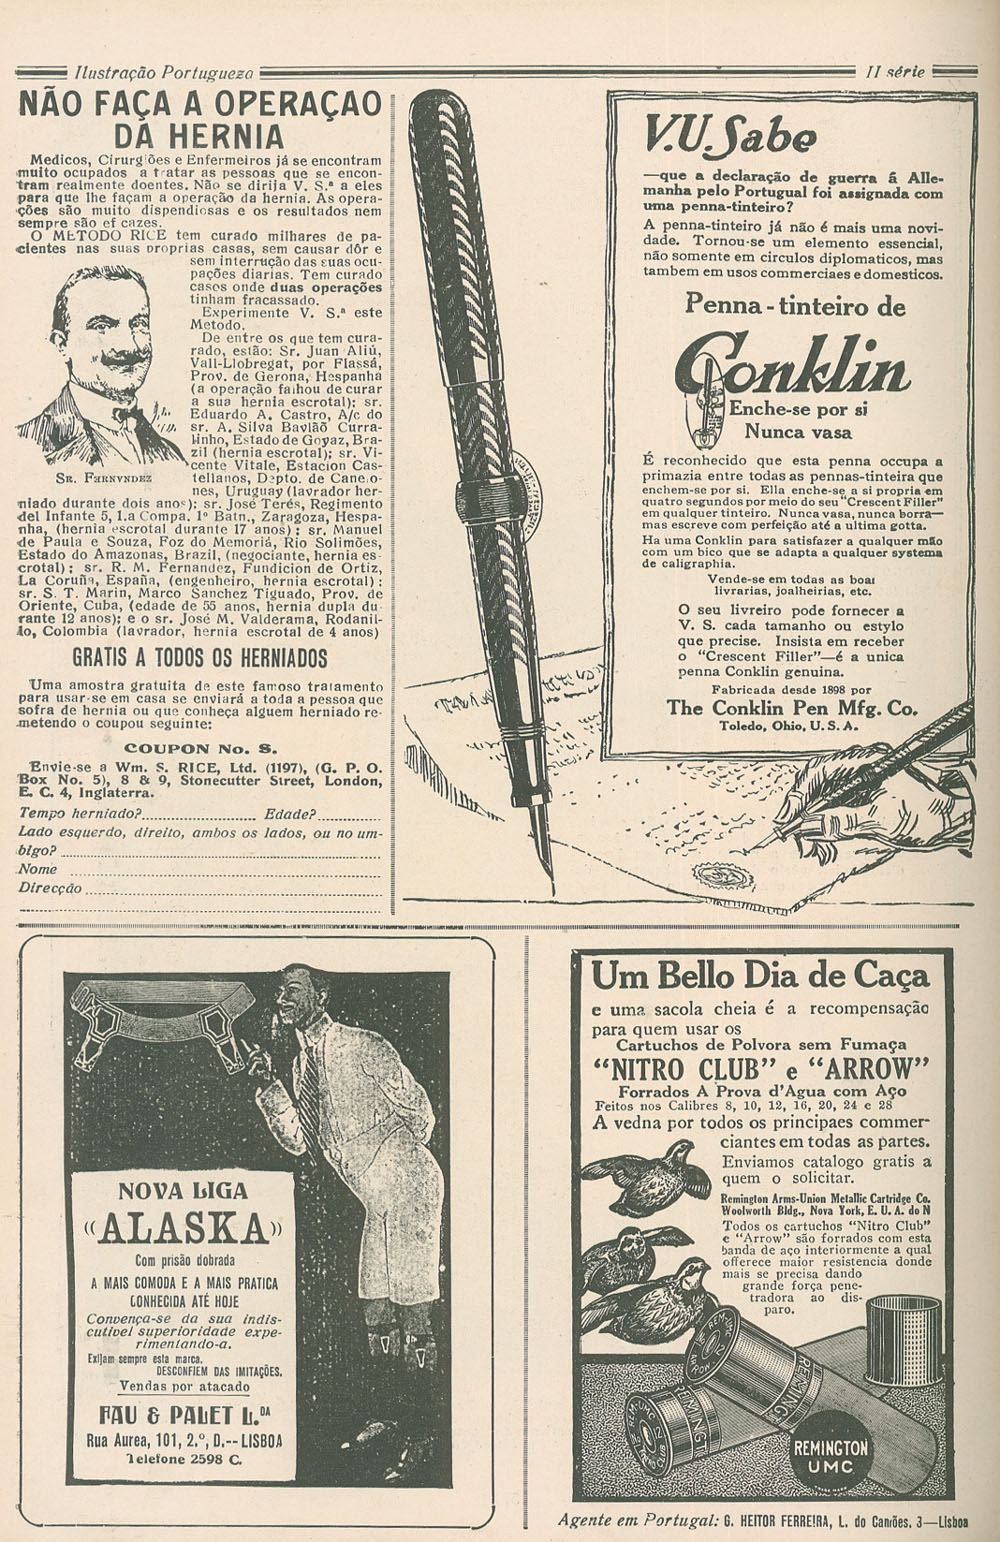 Ilustração Portugueza
II série
NÃO FAÇA A OPERAÇAO
DA HERNIA
Medicos, Cirurgiões e Enfermeiros já se encontram
muito ocupados a tratar as pessoas que se encon-
tram realmente doentes. Não se dirija V. S.ª a eles
para que lhe façam a operação da hernia. As opera-
ções são muito dispendiosas e os resultados nem
sempre são eficazes.
O METODO RICE tem curado milhares de pa-
cientes nas suas proprias casas, sem causar dôr e
sem interrução das suas ocu-
pações diarias. Tem curado
casos onde duas operações
tinham fracassado.
Experimente V. S.ª este
Metodo.
De entre os que tem cura-
rado, estão: Sr. Juan Aliú,
Vall-Llobregat, por Flassá,
Prov. de Gerona, Hespanha
(a operação falhou de curar
a sua hernia escrotal); sr.
Eduardo A. Castro, A/c do
sr. A. Silva Bavlãõ Curra-
linho, Estado de Goyaz, Bra-
zil (hernia escrotal); sr. Vi-
cente Vitale, Estacion Cas-
tellanos, Dpto. de Canelo-
nes, Uruguay (lavrador her-
SR. FERNVNDEZ
niado durante dois anos); sr. José Terés, Regimento
del Infante 5, 1.a Compa. 1º Batn., Zaragoza, Hespa-
nha, (hernia escrotal durante 17 anos); sr. Manuel
de Paula e Souza, Foz do Memoriá, Rio Solimões,
Estado do Amazonas, Brazil, (negociante, hernia es-
crotal); sr. R. M. Fernandez, Fundicion de Ortiz,
La Coruña, España, (engenheiro, hernia escrotal);
sr. S. T. Marin, Marco Sanchez Tiguado, Prov. de
Oriente, Cuba, (edade de 55 anos, hernia dupla du-
rante 12 anos); e o sr. José M. Valderama, Rodanil-
lo, Colombia (lavrador, hernia escrotal de 4 anos)
GRATIS A TODOS OS HERNIADOS
Uma amostra gratuita de este famoso tratamento
para usar-se em casa se enviará a toda a pessoa que
sofra de hernia ou que conheça alguem herniado re-
metendo o coupou seguinte:
COUPON No. S.
Envie-se a Wm. S. RICE, Ltd. (1197), (G. P. O.
Box No. 5), 8 & 9, Stonecutter Street, London,
E. C. 4, Inglaterra.
Tempo herniado?.................... Edade?............
Lado esquerdo, direito, ambos os lados, ou no um-
bigo?
Nome
Direcção
V. U. Sabe
—que a declaração de guerra á Alle-
manha pelo Portugual foi assignada com
uma penna-tinteiro?
A penna-tinteiro já não é mais uma novi-
dade. Tornou-se um elemento essencial,
não somente em circulos diplomaticos, mas
tambem em usos commerciaes e domesticos.
Penna-tinteiro de
Conklin
Enche-se por si
Nunca vasa
É reconhecido que esta penna occupa a
primazia entre todas as pennas-tinteira que
enchem-se por si. Ella enche-se a si propria em
quatro segundos por meio do seu "Crescent Filler"
em qualquer tinteiro. Nunca vasa, nunca borra—
mas escreve com perfeição até a ultima gotta.
Ha uma Conklin para satisfazer a qualquer mão
com um bico que se adapta a qualquer systema
de caligraphia.
Vende-se em todas as boas
livrarias, joalheirias, etc.
O seu livreiro pode fornecer a
V. S. cada tamanho ou estylo
que precise. Insista em receber
o "Crescent Filler"—é a unica
penna Conklin genuina.
Fabricada desde 1898 por
The Conklin Pen Mfg. Co.
Toledo, Ohio, U. S. A.
NOVA LIGA
«ALASKA»
Com prisão dobrada
A MAIS COMODA E A MAIS PRATICA
CONHECIDA ATÉ HOJE
Convença-se da sua indis-
cutivel superioridade expe-
rimentando-a.
Exijam sempre esta marca.
DESCONFIEM DAS IMITAÇÕES.
Vendas por atacado
FAU & PALET L.DA
Rua Aurea, 101, 2.º, D.--LISBOA
Telefone 2598 C.
Um Bello Dia de Caça
e uma sacola cheia é a recompensação
para quem usar os
Cartuchos de Polvora sem Fumaça
"NITRO CLUB" e "ARROW"
Forrados A Prova d'Agua com Aço
Feitos nos Calibres 8, 10, 12, 16, 20, 24 e 28
A vedna por todos os principaes commer-
ciantes em todas as partes.
Enviamos catalogo gratis a
quem o solicitar.
Remington Arms-Union Metallic Cartridge Co.
Woolworth Bldg., Nova York, E. U. A. do N
Todos os cartuchos "Nitro Club"
e "Arrow" são forrados com esta
banda de aço interiormente a qual
offerece maior resistencia donde
mais se precisa dando
grande força pene-
tradora ao dis-
paro.
REMINGTON
UMC
Agente em Portugal: G. HEITOR FERREIRA, L. do Camões, 3—Lisboa